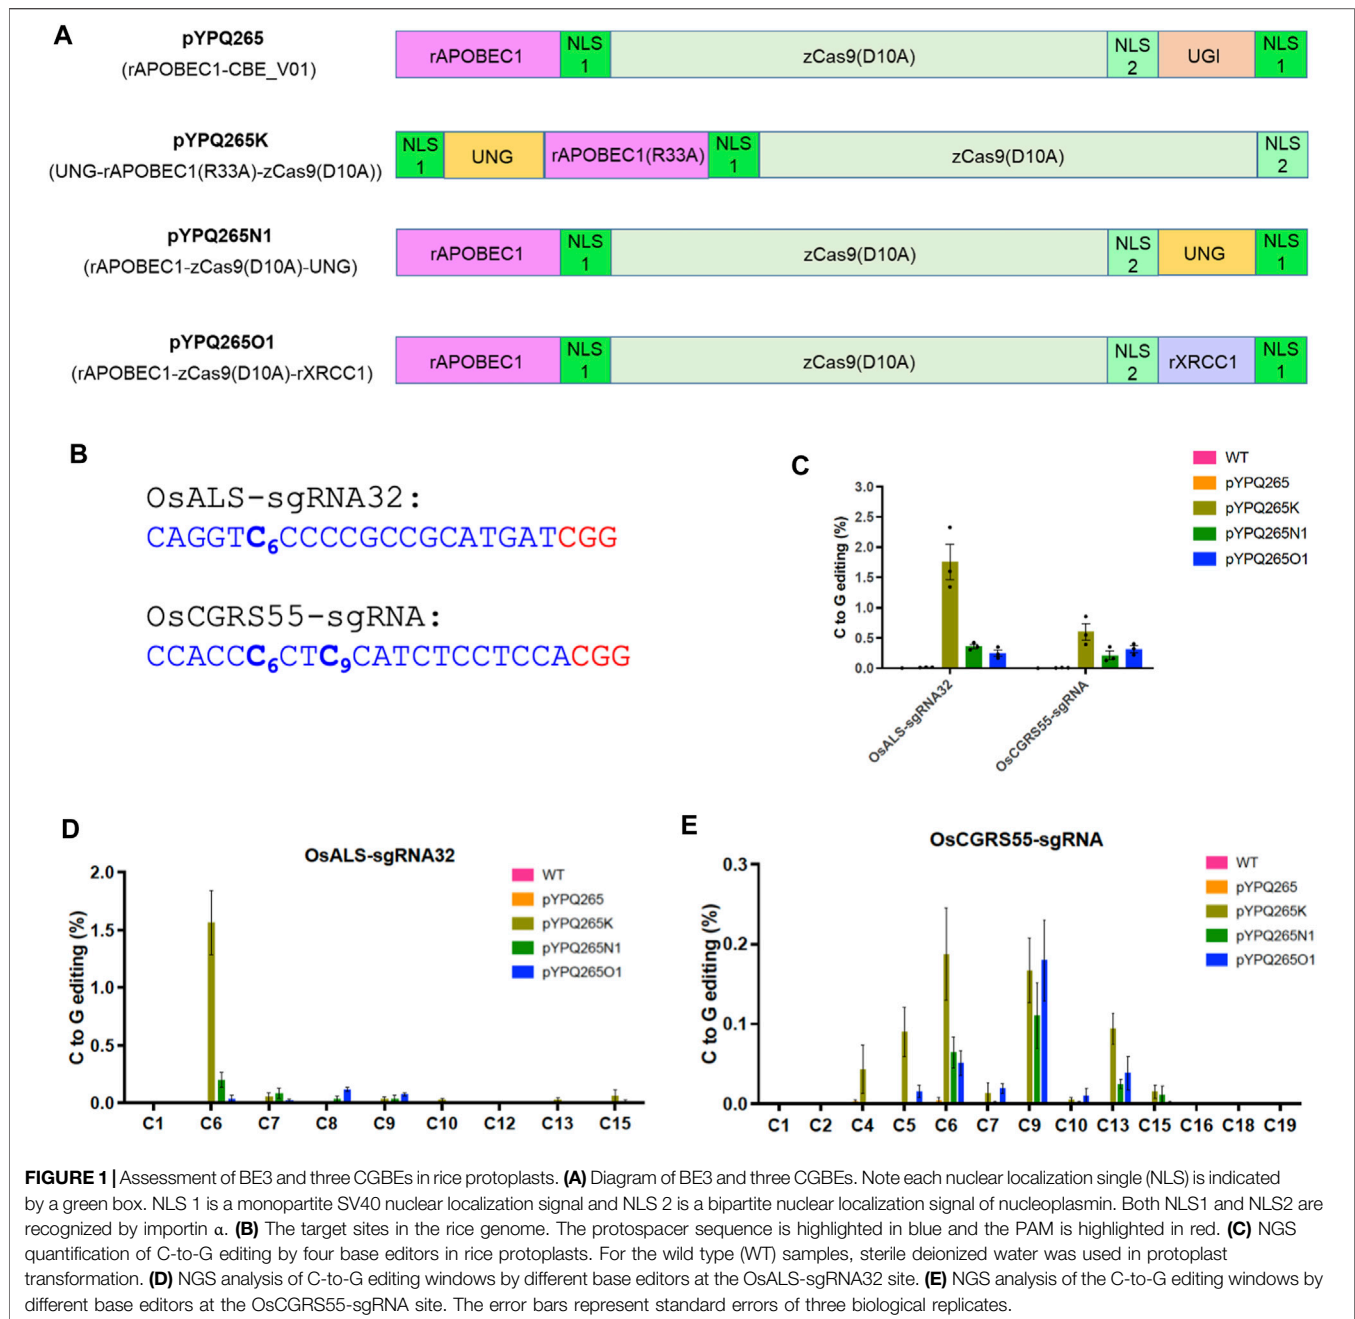 A
pYPQ265
(rAPOBEC1-CBE_V01)
rAPOBEC1
NLS
1
zCas9(D10A)
NLS
2
UGI
NLS
1
pYPQ265K
(UNG-rAPOBEC1(R33A)-zCas9(D10A))
NLS
1
UNG
rAPOBEC1(R33A)
NLS
1
zCas9(D10A)
NLS
2
pYPQ265N1
(rAPOBEC1-zCas9(D10A)-UNG)
rAPOBEC1
NLS
1
zCas9(D10A)
NLS
2
UNG
NLS
1
pYPQ265O1
(rAPOBEC1-zCas9(D10A)-rXRCC1)
rAPOBEC1
NLS
1
zCas9(D10A)
NLS
2
rXRCC1
NLS
1
B
OsALS-sgRNA32:
CAGGTC6CCCCGCCGCATGATCGG
OsCGRS55-sgRNA:
CCACCC6CTC9CATCTCCTCCACGG
C
C to G editing (%)
3.0
2.5
2.0
1.5
1.0
0.5
0.0
OsALS-sgRNA32
OsCGRS55-sgRNA
WT
pYPQ265
pYPQ265K
pYPQ265N1
pYPQ265O1
D
OsALS-sgRNA32
C to G editing (%)
2.0
1.5
1.0
0.5
0.0
C1 C6 C7 C8 C9 C10 C12 C13 C15
WT
pYPQ265
pYPQ265K
pYPQ265N1
pYPQ265O1
E
OsCGRS55-sgRNA
C to G editing (%)
0.3
0.2
0.1
0.0
C1 C2 C4 C5 C6 C7 C9 C10 C13 C15 C16 C18 C19
WT
pYPQ265
pYPQ265K
pYPQ265N1
pYPQ265O1
FIGURE 1 | Assessment of BE3 and three CGBEs in rice protoplasts. (A) Diagram of BE3 and three CGBEs. Note each nuclear localization single (NLS) is indicated
by a green box. NLS 1 is a monopartite SV40 nuclear localization signal and NLS 2 is a bipartite nuclear localization signal of nucleoplasmin. Both NLS1 and NLS2 are
recognized by importin α. (B) The target sites in the rice genome. The protospacer sequence is highlighted in blue and the PAM is highlighted in red. (C) NGS
quantification of C-to-G editing by four base editors in rice protoplasts. For the wild type (WT) samples, sterile deionized water was used in protoplast
transformation. (D) NGS analysis of C-to-G editing windows by different base editors at the OsALS-sgRNA32 site. (E) NGS analysis of the C-to-G editing windows by
different base editors at the OsCGRS55-sgRNA site. The error bars represent standard errors of three biological replicates.